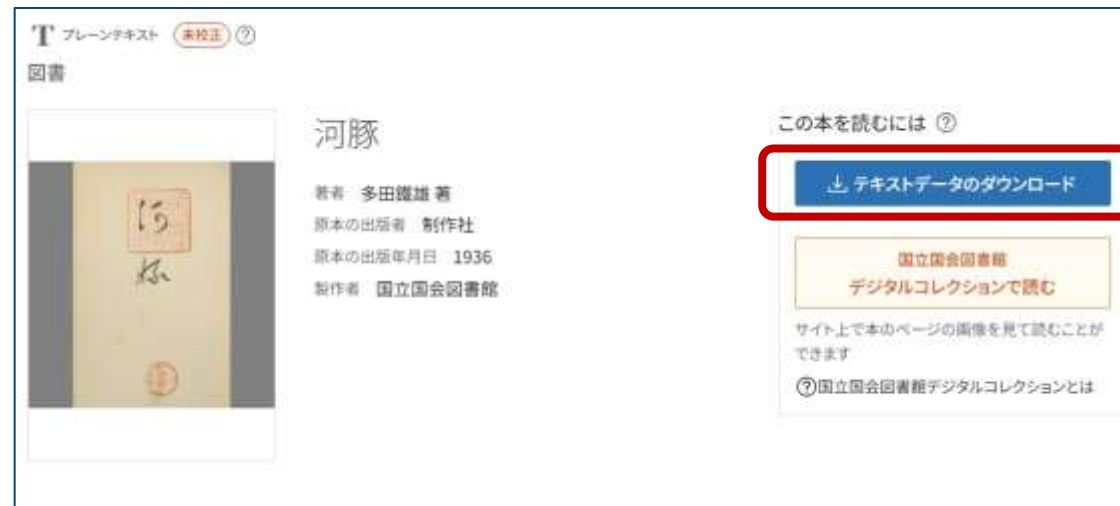 T プレーンテキスト 未校正 ?
図書
河豚
著者 多田鐵雄 著
原本の出版者 制作社
原本の出版年月日 1936
製作者 国立国会図書館
この本を読むには ?
テキストデータのダウンロード
国立国会図書館
デジタルコレクションで読む
サイト上で本のページの画像を見て読むことが
できます
?国立国会図書館デジタルコレクションとは